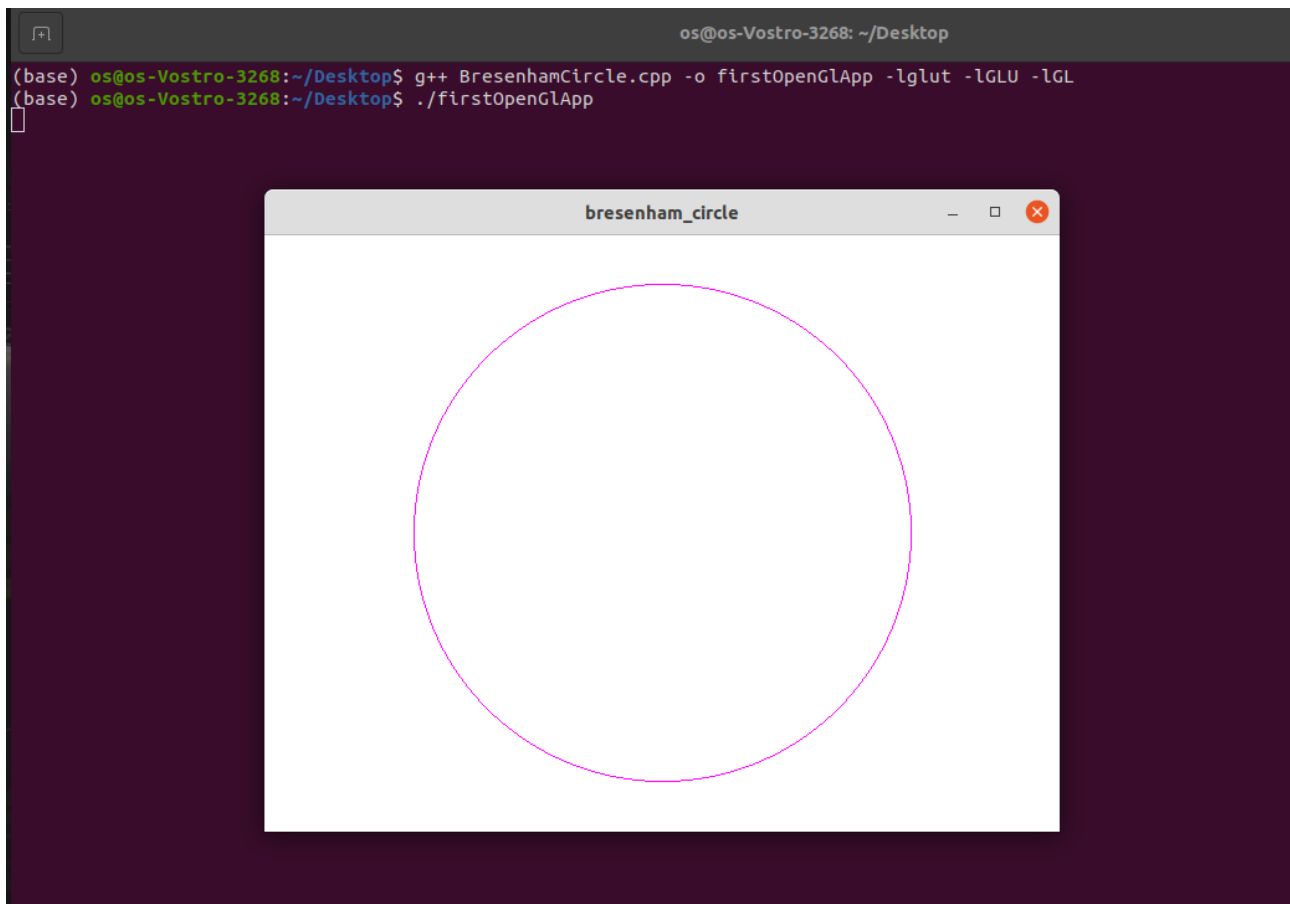 os@os-Vostro-3268: ~/Desktop
(base) os@os-Vostro-3268:~/Desktop$ g++ BresenhamCircle.cpp -o firstOpenGlApp -lglut -lGLU -lGL
(base) os@os-Vostro-3268:~/Desktop$ ./firstOpenGlApp
bresenham_circle